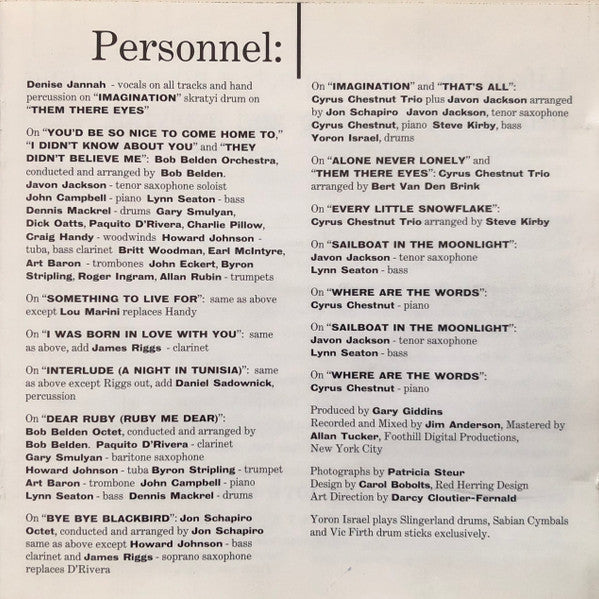 Personnel:
Denise Jannah - vocals on all tracks and hand
percussion on "IMAGINATION" skratyi drum on
"THEM THERE EYES"
On "YOU'D BE SO NICE TO COME HOME TO,"
"I DIDN'T KNOW ABOUT YOU" and "THEY
DIDN'T BELIEVE ME": Bob Belden Orchestra,
conducted and arranged by Bob Belden.
Javon Jackson - tenor saxophone soloist
John Campbell - piano Lynn Seaton - bass
Dennis Mackrel - drums Gary Smulyan,
Dick Oatts, Paquito D'Rivera, Charlie Pillow,
Craig Handy - woodwinds Howard Johnson -
tuba, bass clarinet Britt Woodman, Earl McIntyre,
Art Baron - trombones John Eckert, Byron
Stripling, Roger Ingram, Allan Rubin - trumpets
On "SOMETHING TO LIVE FOR": same as above
except Lou Marini replaces Handy
On "I WAS BORN IN LOVE WITH YOU": same
as above, add James Riggs - clarinet
On "INTERLUDE (A NIGHT IN TUNISIA)": same
as above except Riggs out, add Daniel Sadownick,
percussion
On "DEAR RUBY (RUBY ME DEAR)":
Bob Belden Octet, conducted and arranged by
Bob Belden. Paquito D'Rivera - clarinet
Gary Smulyan - baritone saxophone
Howard Johnson - tuba Byron Stripling - trumpet
Art Baron - trombone John Campbell - piano
Lynn Seaton - bass Dennis Mackrel - drums
On "BYE BYE BLACKBIRD": Jon Schapiro
Octet, conducted and arranged by Jon Schapiro
same as above except Howard Johnson - bass
clarinet and James Riggs - soprano saxophone
replaces D'Rivera
On "IMAGINATION" and "THAT'S ALL":
Cyrus Chestnut Trio plus Javon Jackson arranged
by Jon Schapiro Javon Jackson, tenor saxophone
Cyrus Chestnut, piano Steve Kirby, bass
Yoron Israel, drums
On "ALONE NEVER LONELY" and
"THEM THERE EYES": Cyrus Chestnut Trio
arranged by Bert Van Den Brink
On "EVERY LITTLE SNOWFLAKE":
Cyrus Chestnut Trio arranged by Steve Kirby
On "SAILBOAT IN THE MOONLIGHT":
Javon Jackson - tenor saxophone
Lynn Seaton - bass
On "WHERE ARE THE WORDS":
Cyrus Chestnut - piano
On "SAILBOAT IN THE MOONLIGHT":
Javon Jackson - tenor saxophone
Lynn Seaton - bass
On "WHERE ARE THE WORDS":
Cyrus Chestnut - piano
Produced by Gary Giddins
Recorded and Mixed by Jim Anderson, Mastered by
Allan Tucker, Foothill Digital Productions,
New York City
Photographs by Patricia Steur
Design by Carol Bobolts, Red Herring Design
Art Direction by Darcy Cloutier-Fernald
Yoron Israel plays Slingerland drums, Sabian Cymbals
and Vic Firth drum sticks exclusively.